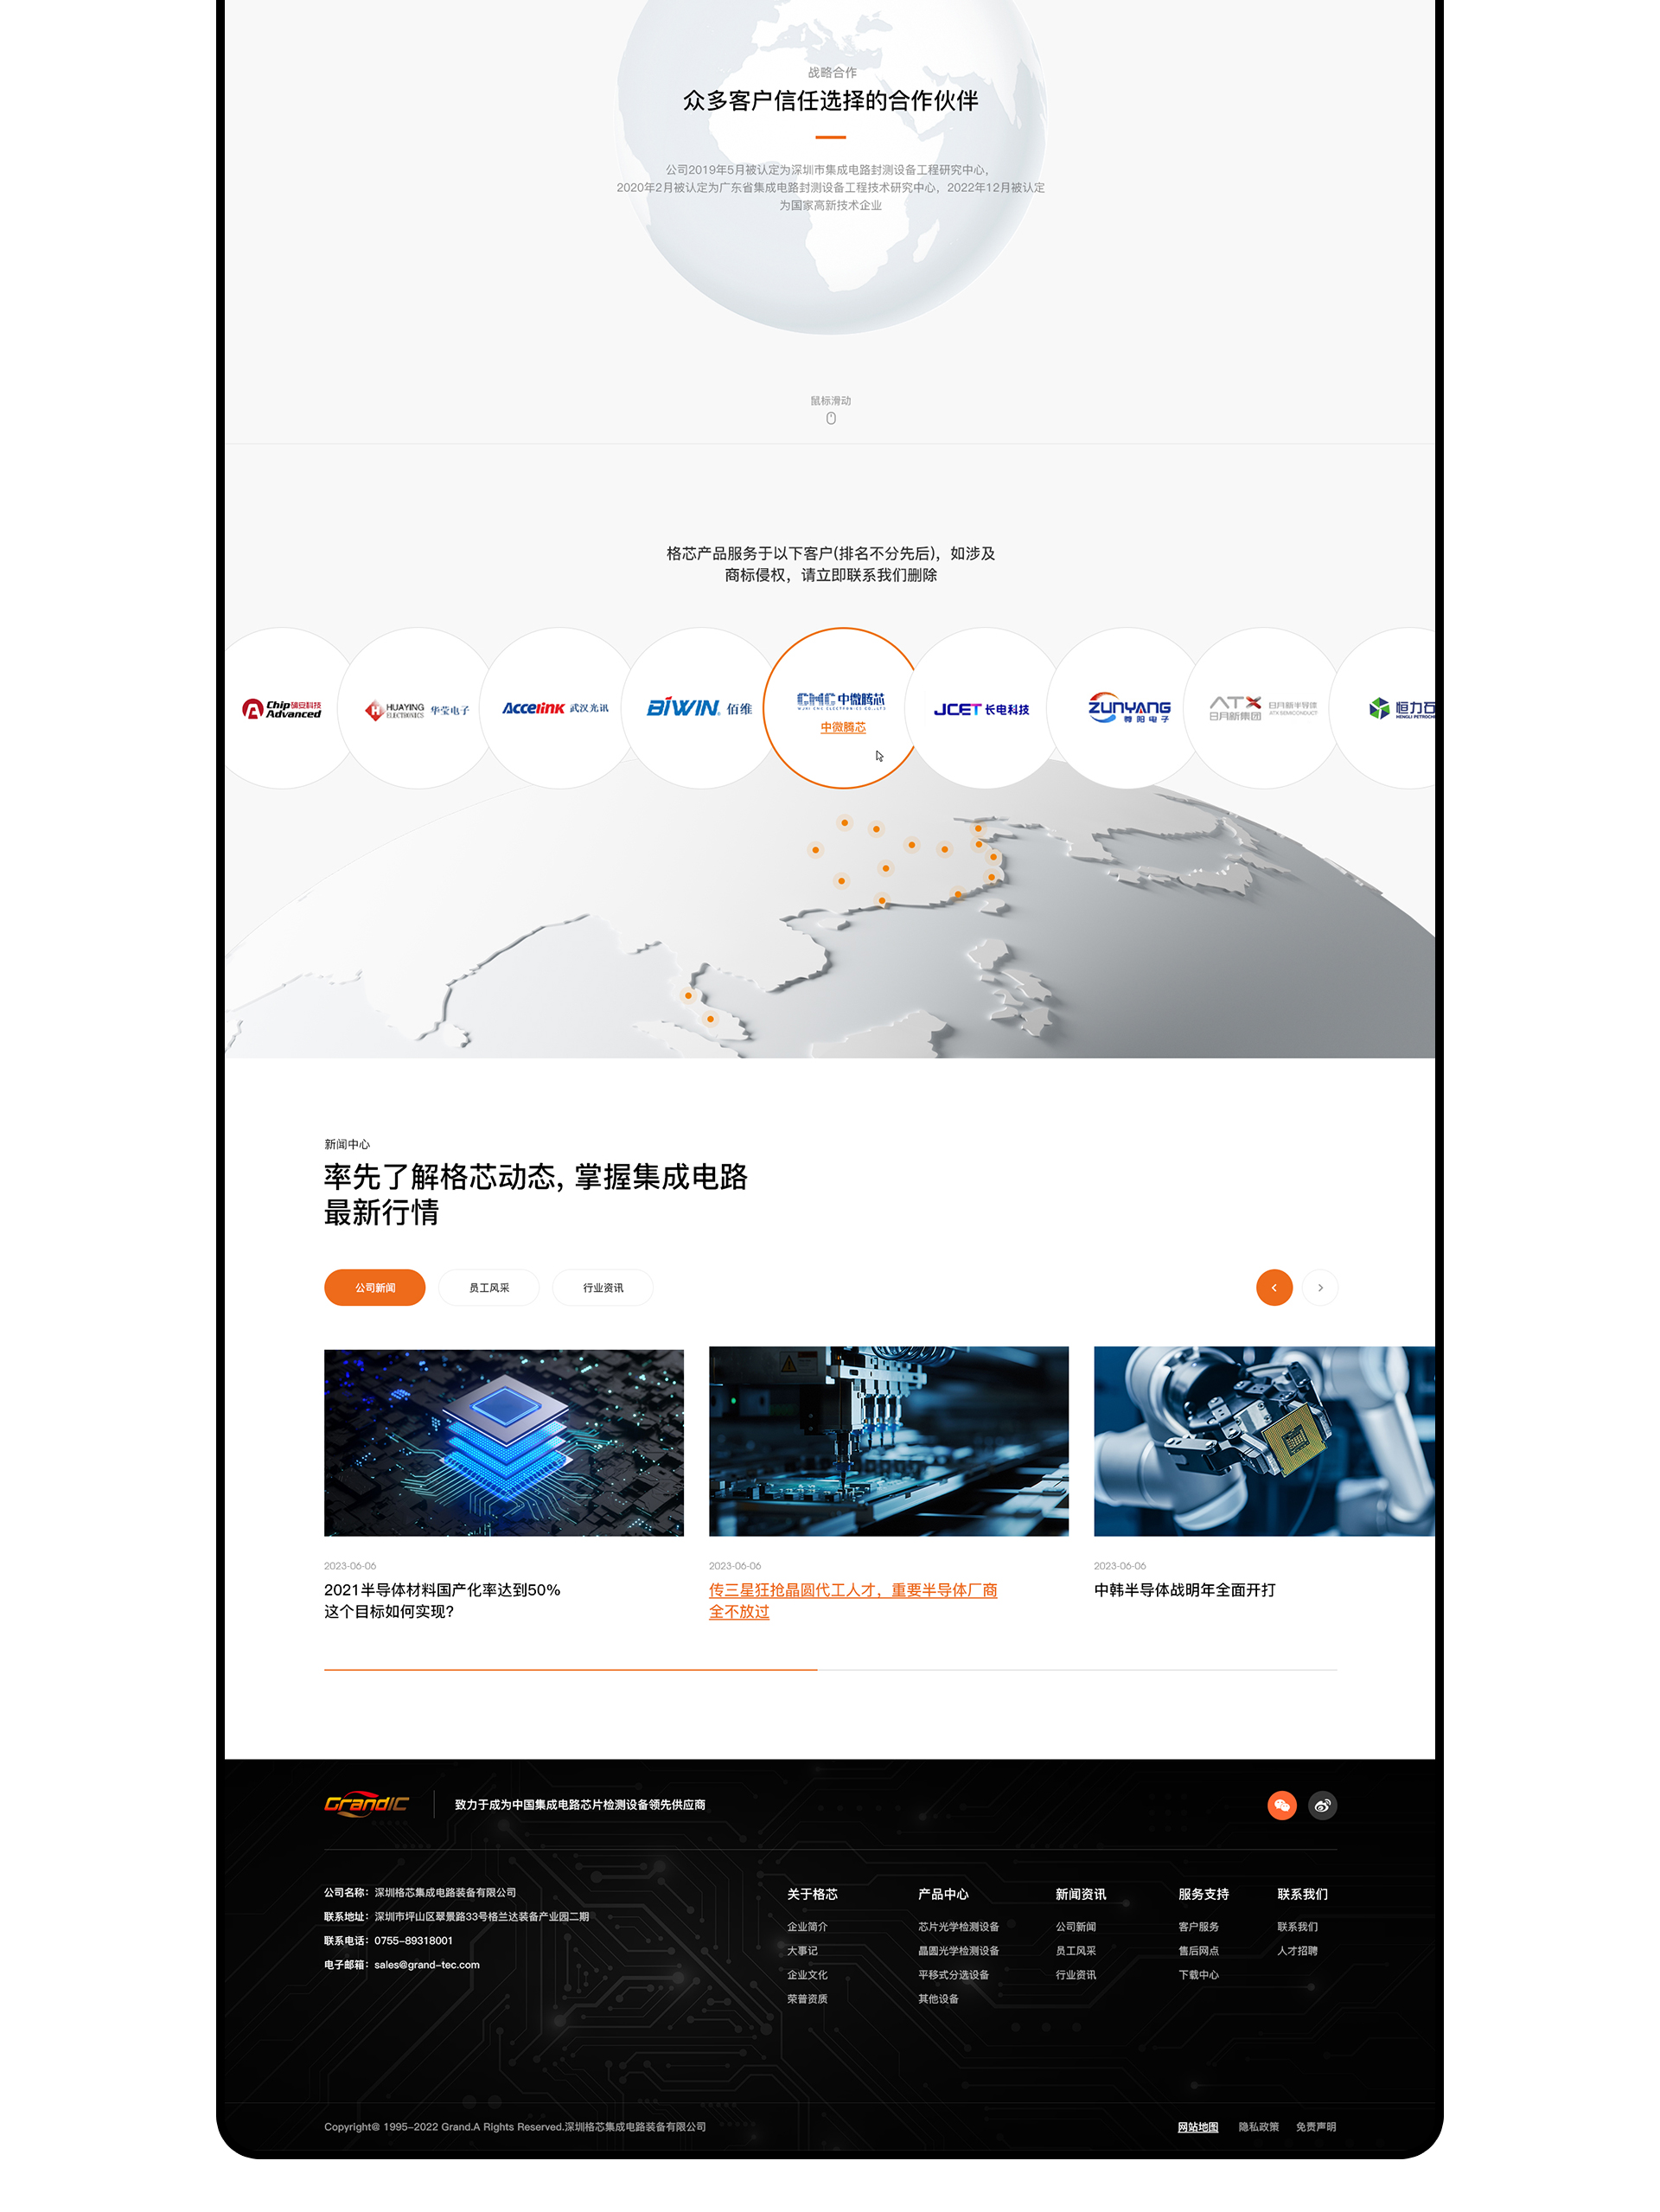 战略合作
众多客户信任选择的合作伙伴
公司2019年5月被认定为深圳市集成电路封测设备工程研究中心，
2020年2月被认定为广东省集成电路封测设备工程技术研究中心，2022年12月被认定
为国家高新技术企业
鼠标滑动
格芯产品服务于以下客户(排名不分先后)，如涉及
商标侵权，请立即联系我们删除
Chip 瑞安科技
Advanced
HUAYING ELECTRONICS 华莹电子
Accelink 武汉光讯
BIWIN 佰维
CMC 中微腾芯
WUXI CMC ELECTRONICS CO.,LTD
中微腾芯
JCET 长电科技
ZUNYANG
尊阳电子
ATX 日月新集团
日月新半导体
ATX SEMICONDUCT
恒力石
HENGLI PETROCH
新闻中心
率先了解格芯动态，掌握集成电路
最新行情
公司新闻 员工风采 行业资讯
2023-06-06
2021半导体材料国产化率达到50%
这个目标如何实现？
2023-06-06
传三星狂抢晶圆代工人才，重要半导体厂商
全不放过
2023-06-06
中韩半导体战明年全面开打
GrandIC
致力于成为中国集成电路芯片检测设备领先供应商
公司名称：深圳格芯集成电路装备有限公司
联系地址：深圳市坪山区翠景路33号格兰达装备产业园二期
联系电话：0755-89318001
电子邮箱：sales@grand-tec.com
关于格芯
企业简介
大事记
企业文化
荣普资质
产品中心
芯片光学检测设备
晶圆光学检测设备
平移式分选设备
其他设备
新闻资讯
公司新闻
员工风采
行业资讯
服务支持
客户服务
售后网点
下载中心
联系我们
联系我们
人才招聘
Copyright@ 1995-2022 Grand.A Rights Reserved.深圳格芯集成电路装备有限公司
网站地图 隐私政策 免责声明